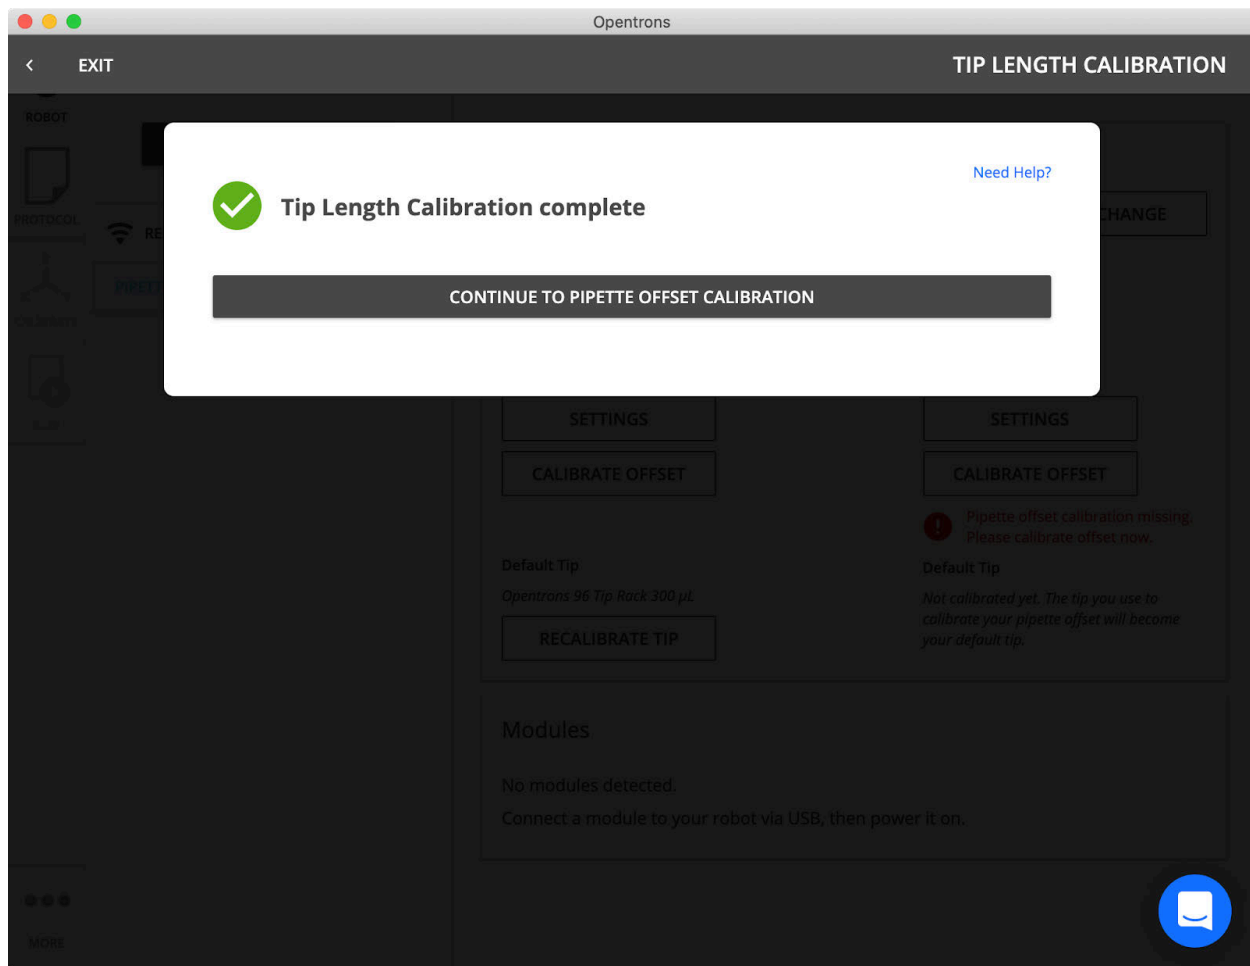 Opentrons
EXIT
TIP LENGTH CALIBRATION
ROBOT
Need Help?
Tip Length Calibration complete
PROTOCOL
CHANGE
CONTINUE TO PIPETTE OFFSET CALIBRATION
SETTINGS
SETTINGS
CALIBRATE OFFSET
CALIBRATE OFFSET
Pipette offset calibration missing.
Please calibrate offset now.
Default Tip
Default Tip
Opentrons 96 Tip Rack 300 µL
Not calibrated yet. The tip you use to
calibrate your pipette offset will become
your default tip.
RECALIBRATE TIP
Modules
No modules detected.
Connect a module to your robot via USB, then power it on.
MORE